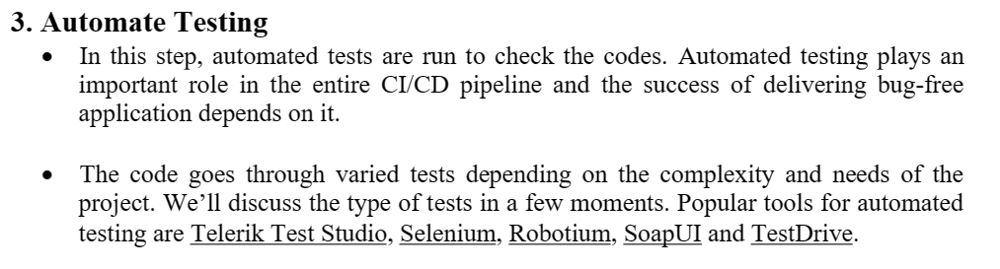 3. Automate Testing
• In this step, automated tests are run to check the codes. Automated testing plays an
important role in the entire CI/CD pipeline and the success of delivering bug-free
application depends on it.
• The code goes through varied tests depending on the complexity and needs of the
project. We’ll discuss the type of tests in a few moments. Popular tools for automated
testing are Telerik Test Studio, Selenium, Robotium, SoapUI and TestDrive.